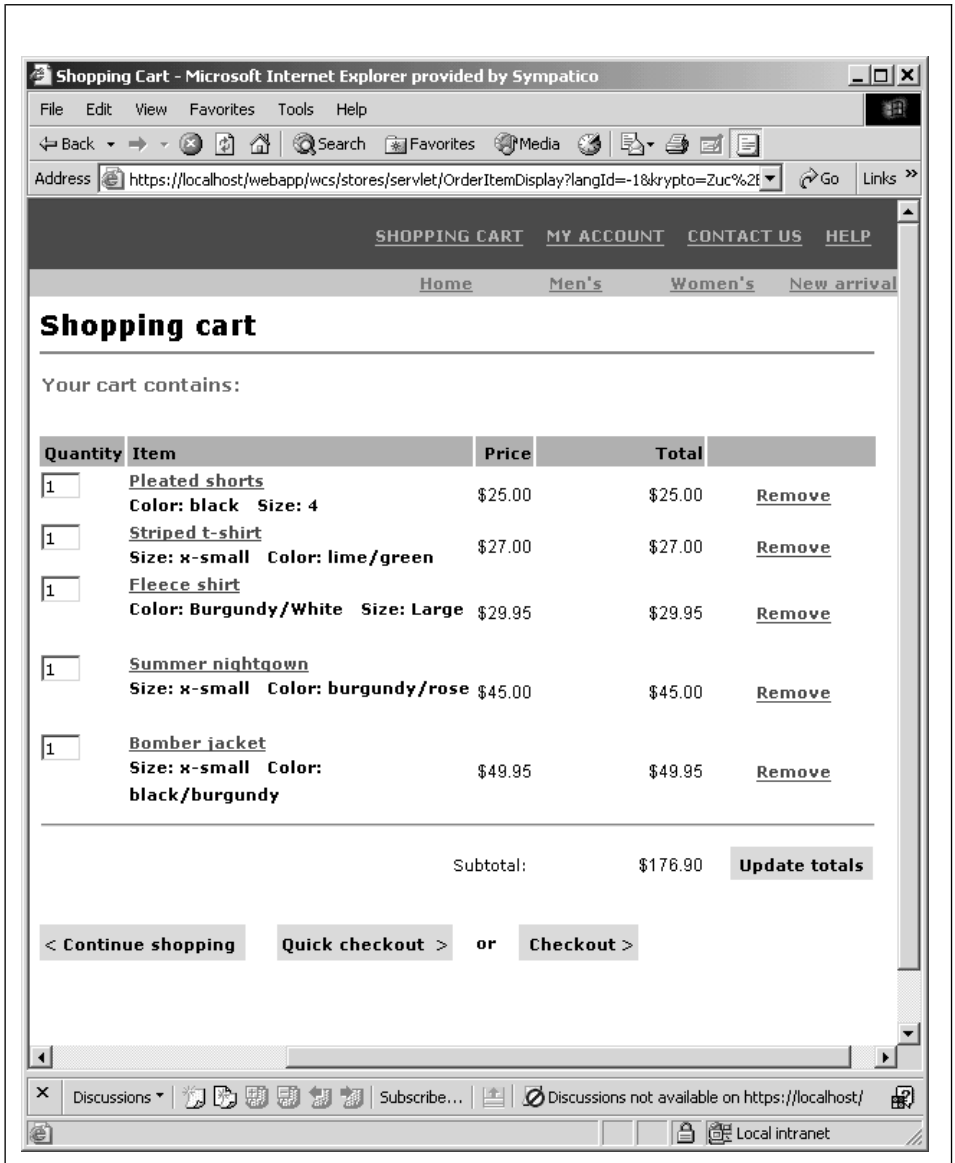 Shopping Cart - Microsoft Internet Explorer provided by Sympatico
File Edit View Favorites Tools Help
Back Search Favorites Media
Address https://localhost/webapp/wcs/stores/servlet/OrderItemDisplay?langId=-1&krypto=Zuc%2E Go Links »
SHOPPING CART MY ACCOUNT CONTACT US HELP
Home Men's Women's New arrival
Shopping cart
Your cart contains:
Quantity Item Price Total
1 Pleated shorts
Color: black Size: 4 $25.00 $25.00 Remove
1 Striped t-shirt
Size: x-small Color: lime/green $27.00 $27.00 Remove
1 Fleece shirt
Color: Burgundy/White Size: Large $29.95 $29.95 Remove
1 Summer nightgown
Size: x-small Color: burgundy/rose $45.00 $45.00 Remove
1 Bomber jacket
Size: x-small Color: $49.95 $49.95 Remove
black/burgundy
Subtotal: $176.90 Update totals
< Continue shopping Quick checkout > or Checkout >
Discussions Subscribe... Discussions not available on https://localhost/
Local intranet